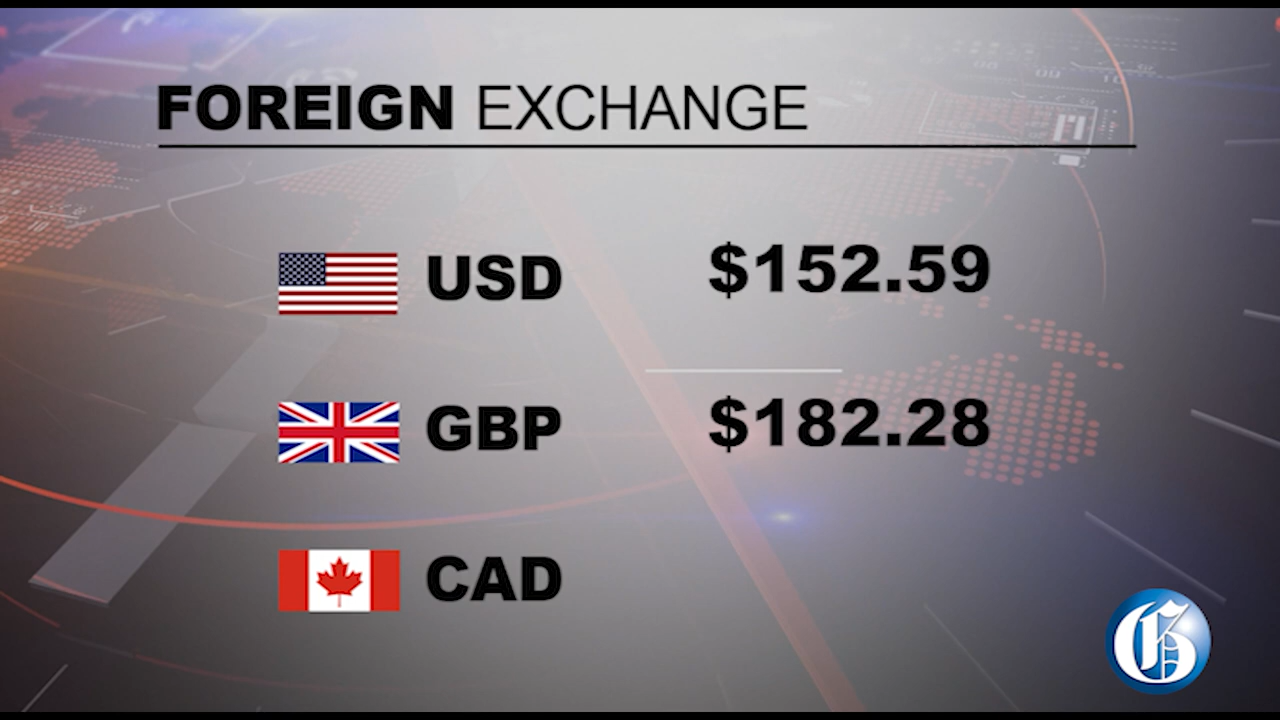 FOREIGN EXCHANGE
USD $152.59
GBP $182.28
CAD
G